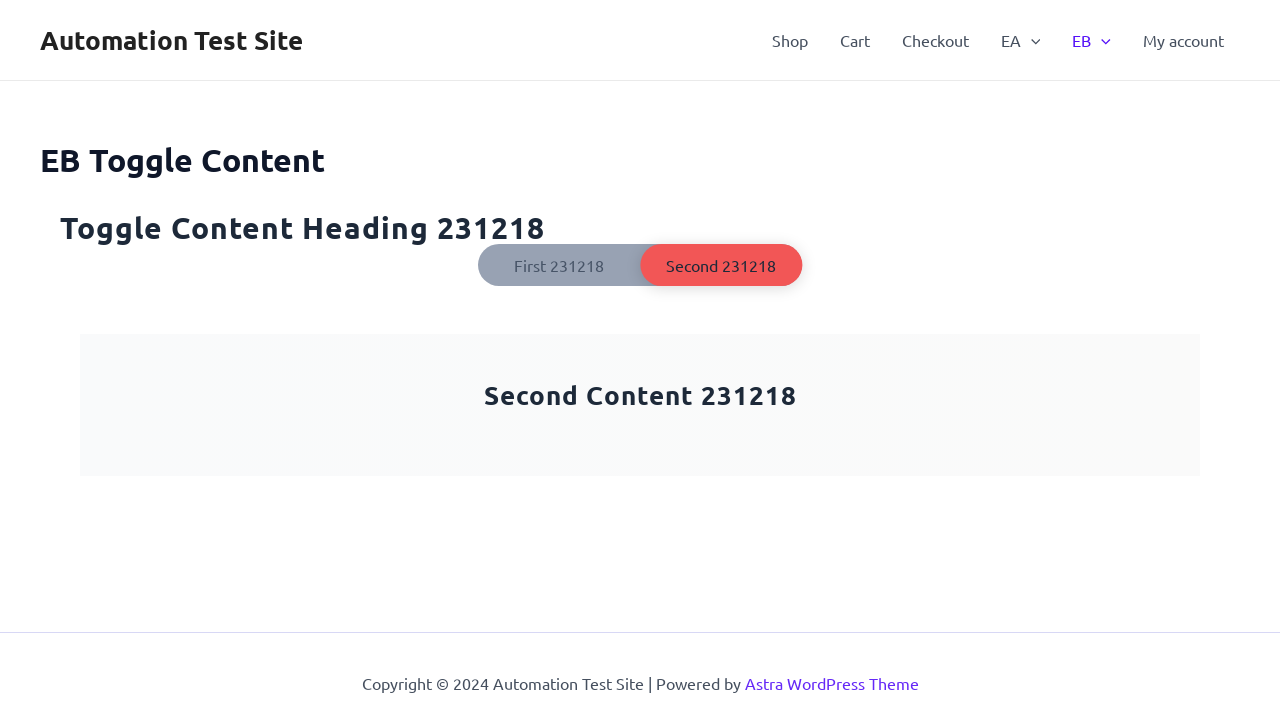 Automation Test Site
Shop Cart Checkout EA EB My account
EB Toggle Content
Toggle Content Heading 231218
First 231218 Second 231218
Second Content 231218
Copyright © 2024 Automation Test Site | Powered by Astra WordPress Theme